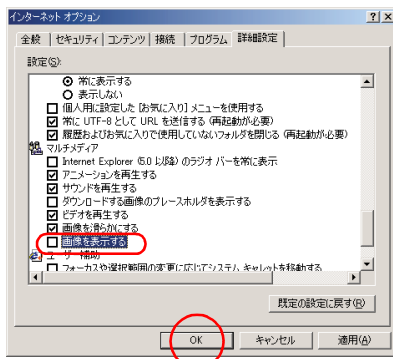 インターネット オプション
全般 セキュリティ コンテンツ 接続 プログラム 詳細設定
設定(S):
常に表示する
表示しない
個人用に設定した [お気に入り] メニューを使用する
常に UTF-8 として URL を送信する (再起動が必要)
履歴およびお気に入りで使用していないフォルダを閉じる (再起動が必要)
マルチメディア
Internet Explorer (5.0 以降) のラジオ バーを常に表示
アニメーションを再生する
サウンドを再生する
ダウンロードする画像のプレースホルダを表示する
ビデオを再生する
画像を滑らかにする
画像を表示する
ユーザー補助
フォーカスや選択範囲の変更に応じてシステム キャレットを移動する
既定の設定に戻す(R)
OK キャンセル 適用(A)